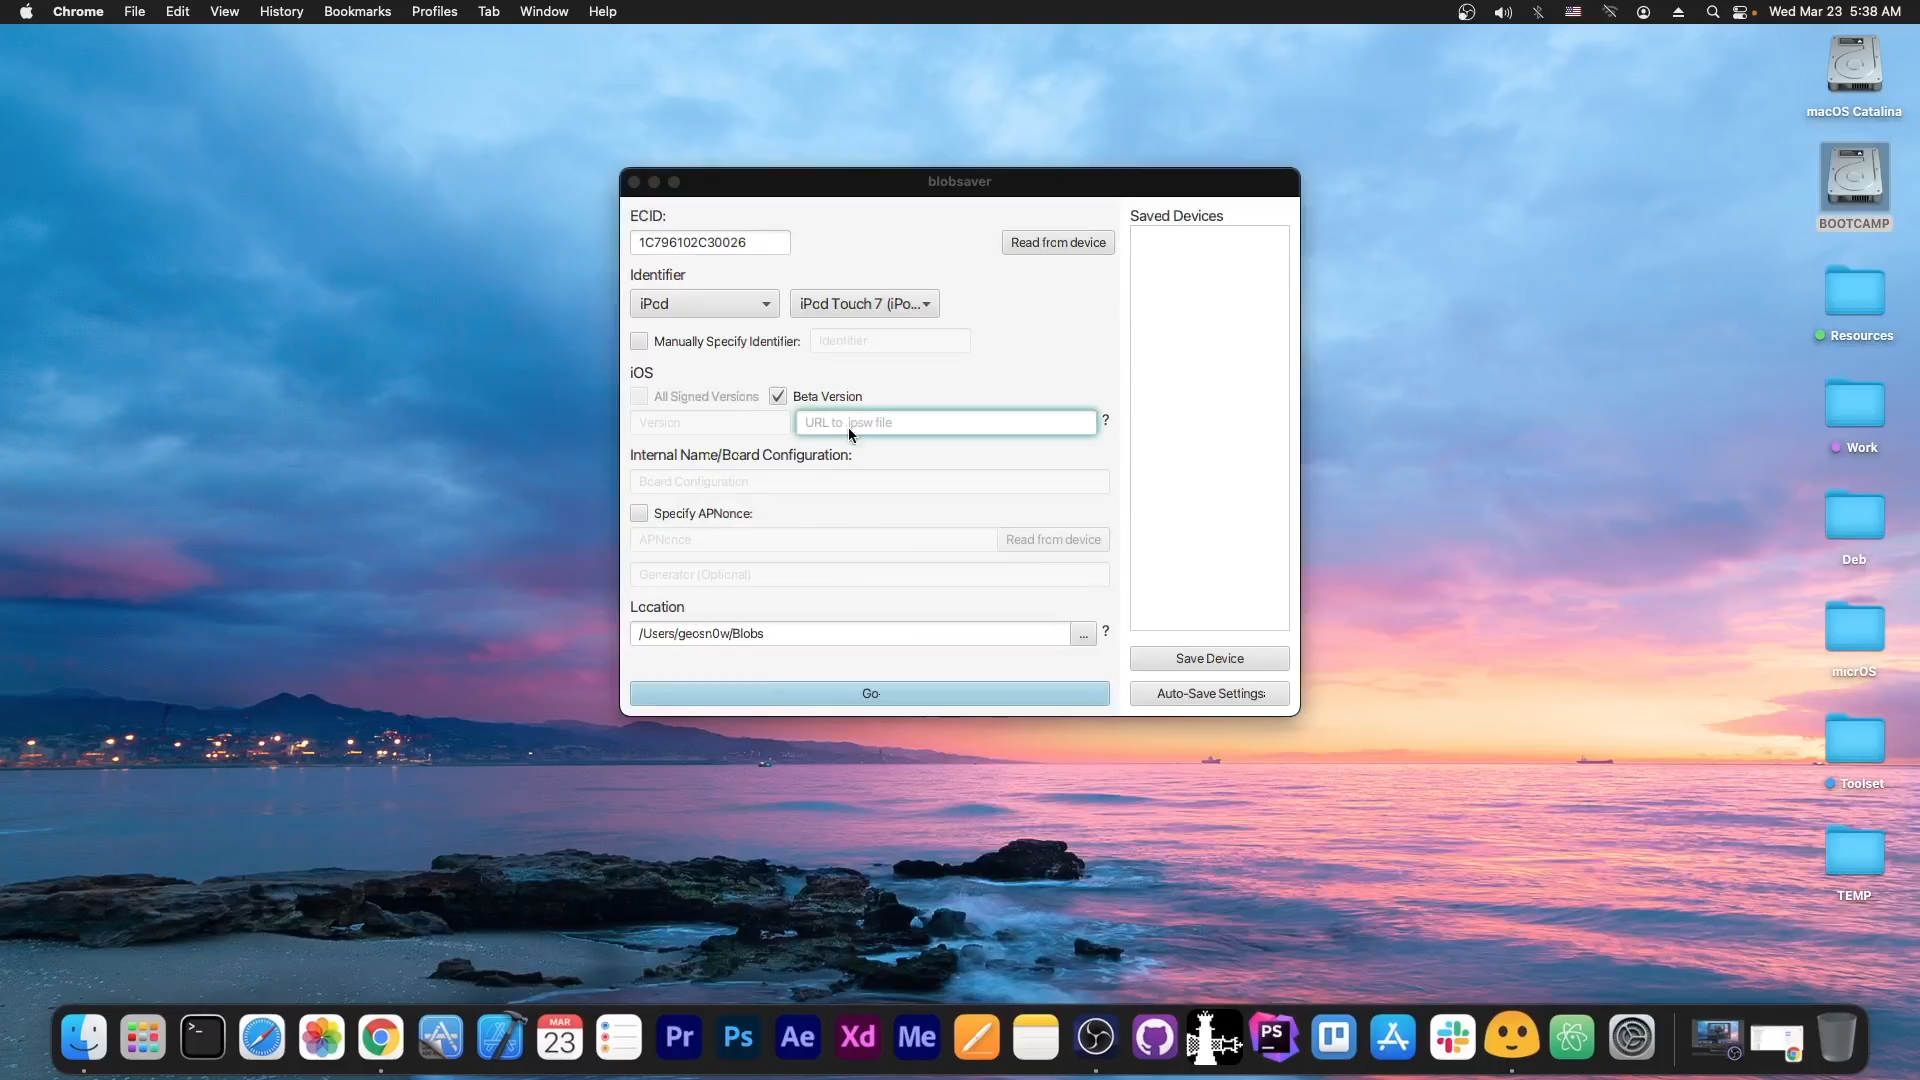 Chrome File Edit View History Bookmarks Profiles Tab Window Help Wed Mar 23 5:38 AM
macOS Catalina
BOOTCAMP
Resources
Work
Deb
micrOS
Toolset
TEMP
blobsaver
ECID:
1C796102C30026 Read from device
Identifier
iPod iPod Touch 7 (iPo...
Manually Specify Identifier: Identifier
iOS
All Signed Versions Beta Version
Version URL to .ipsw file ?
Internal Name/Board Configuration:
Board Configuration
Specify APNonce:
APNonce Read from device
Generator (Optional)
Location
/Users/geosn0w/Blobs ... ?
Go
Saved Devices
Save Device
Auto-Save Settings
MAR
23
Pr Ps Ae Xd Me
PS